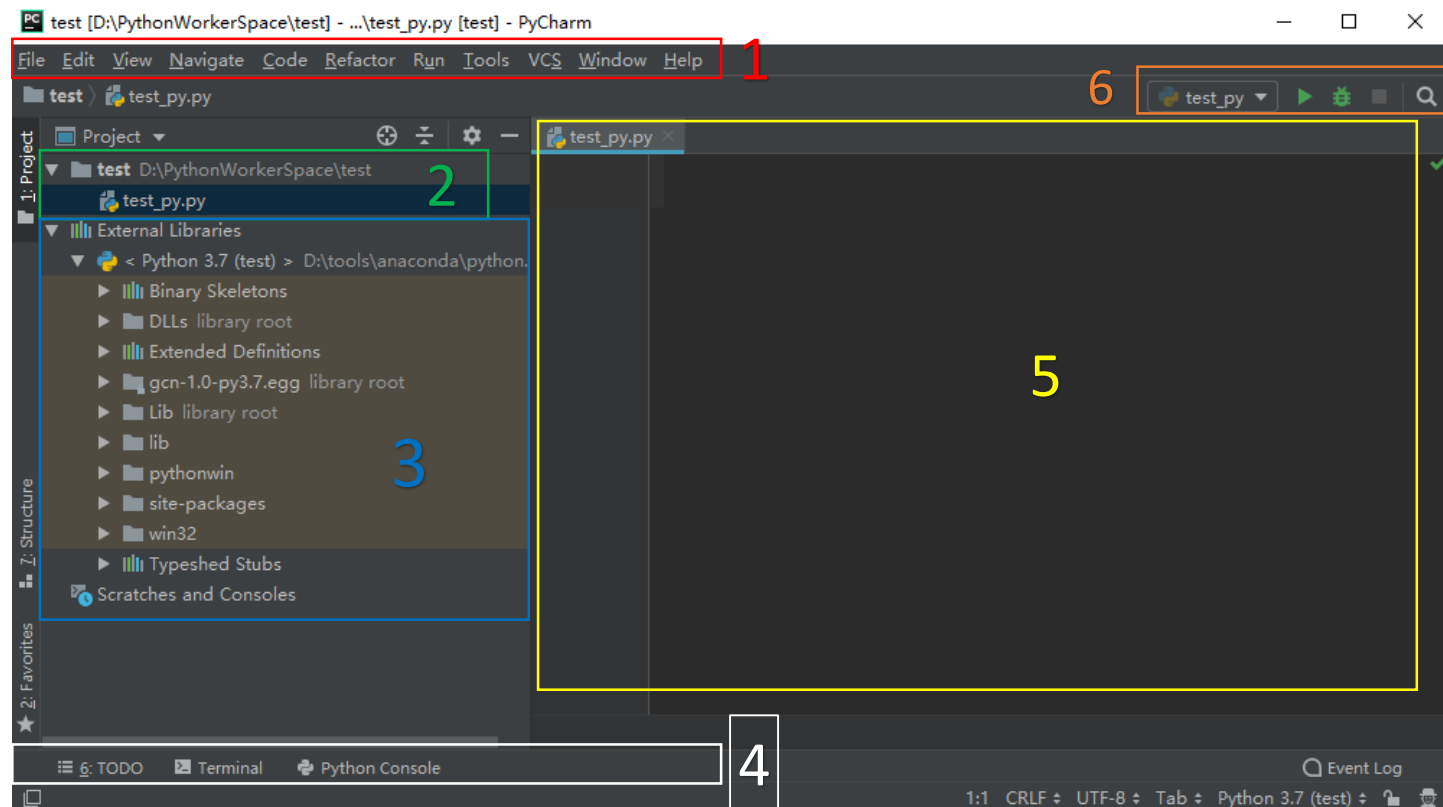 PC test [D:\PythonWorkerSpace\test] - ...\test_py.py [test] - PyCharm
File Edit View Navigate Code Refactor Run Tools VCS Window Help 1
test test_py.py 6 test_py
Project test_py.py
1: Project
test D:\PythonWorkerSpace\test 2
test_py.py
External Libraries
< Python 3.7 (test) > D:\tools\anaconda\python.
Binary Skeletons
DLLs library root
Extended Definitions
gcn-1.0-py3.7.egg library root 5
Lib library root
lib
3
pythonwin
site-packages
win32
7: Structure
Typeshed Stubs
Scratches and Consoles
2: Favorites
6: TODO Terminal Python Console 4 Event Log
1:1 CRLF UTF-8 Tab Python 3.7 (test)